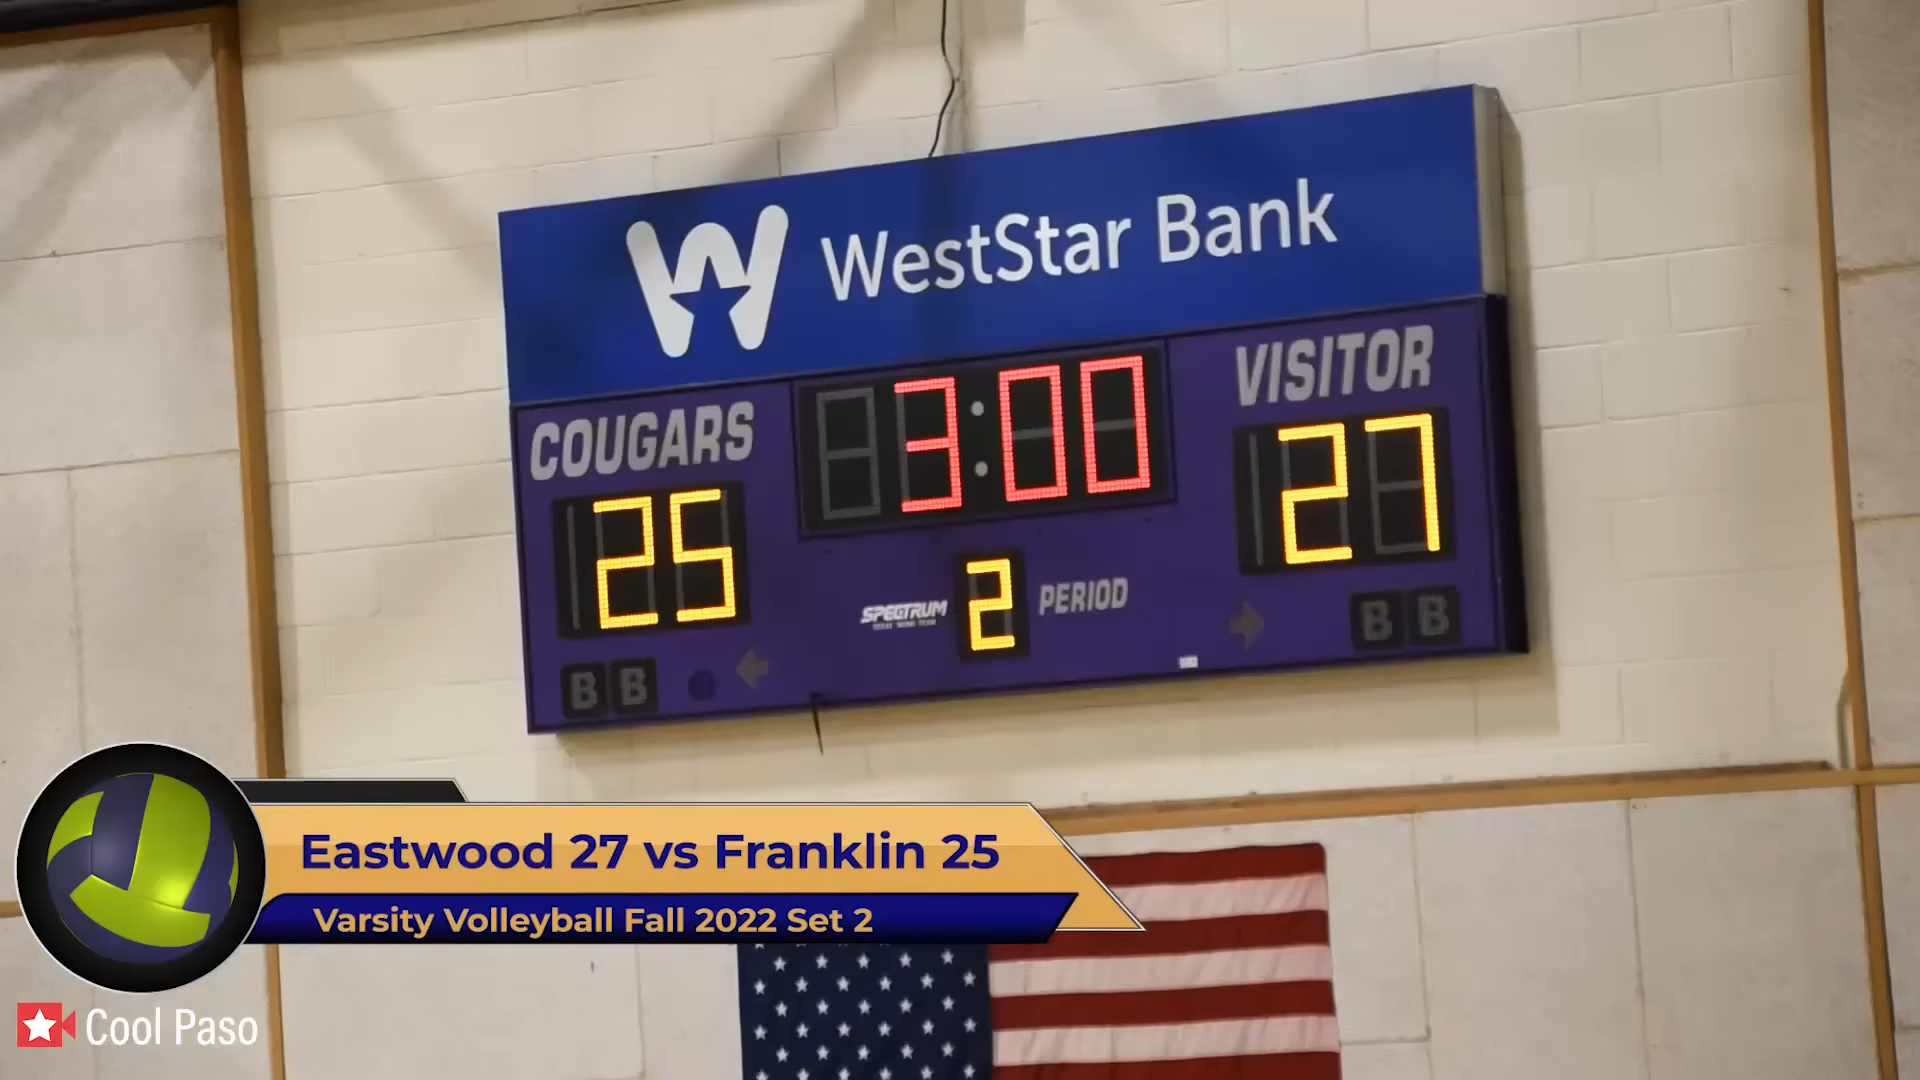 WestStar Bank
COUGARS
3:00
VISITOR
25
27
SPECTRUM
2
PERIOD
B B
B B
Eastwood 27 vs Franklin 25
Varsity Volleyball Fall 2022 Set 2
Cool Paso